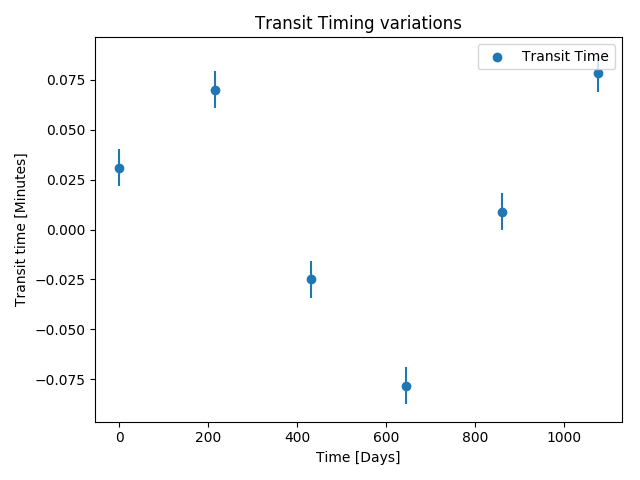 Transit Timing variations
Transit Time
Transit time [Minutes]
0.075
0.050
0.025
0.000
−0.025
−0.050
−0.075
0 200 400 600 800 1000
Time [Days]